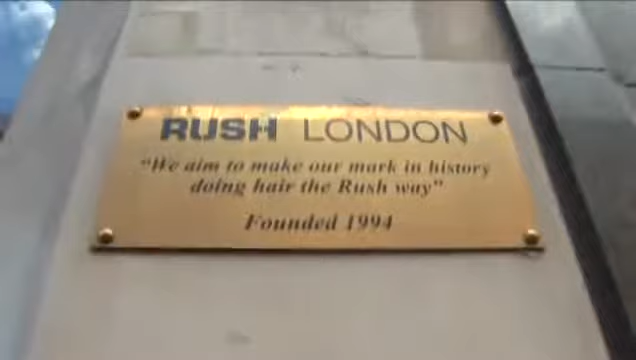 RUSH LONDON
"We aim to make our mark in history
doing hair the Rush way"
Founded 1994